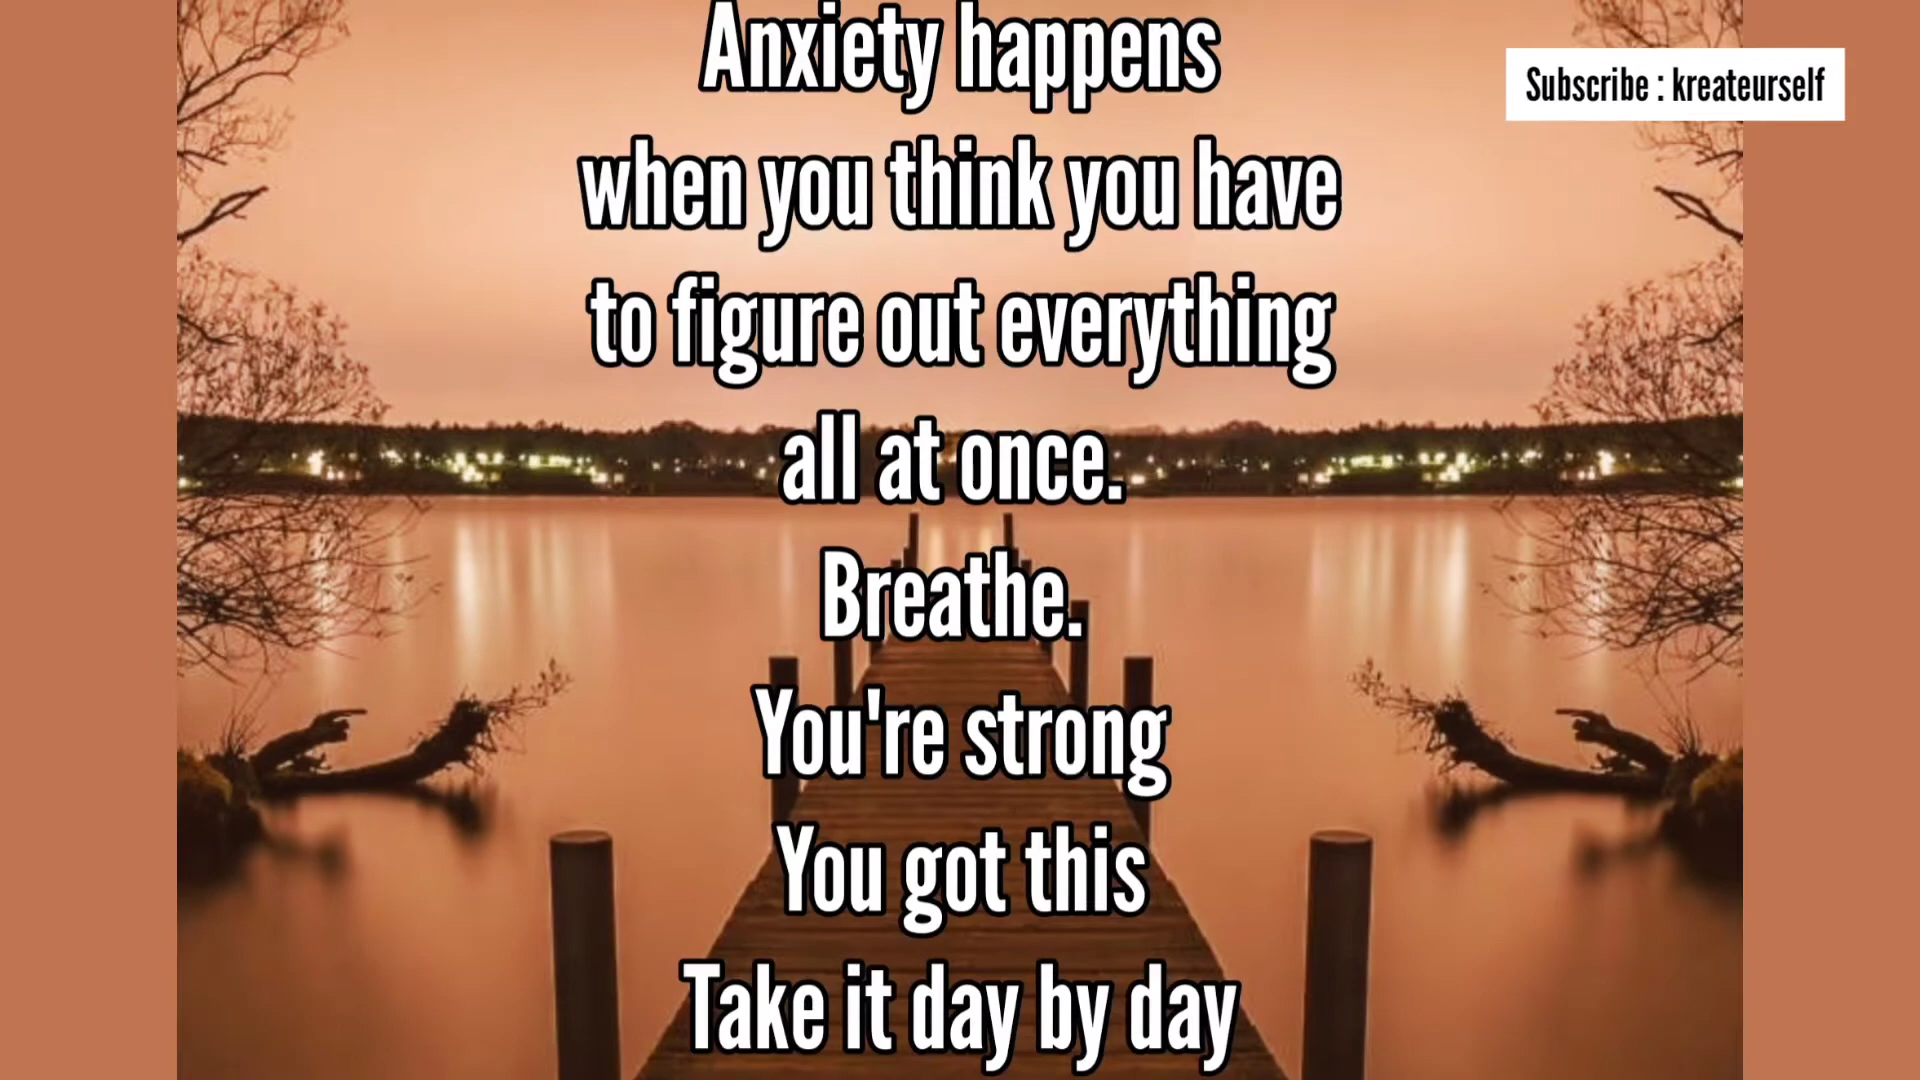 Anxiety happens
Subscribe : kreateurself
when you think you have
to figure out everything
all at once.
Breathe.
You're strong
You got this
Take it day by day